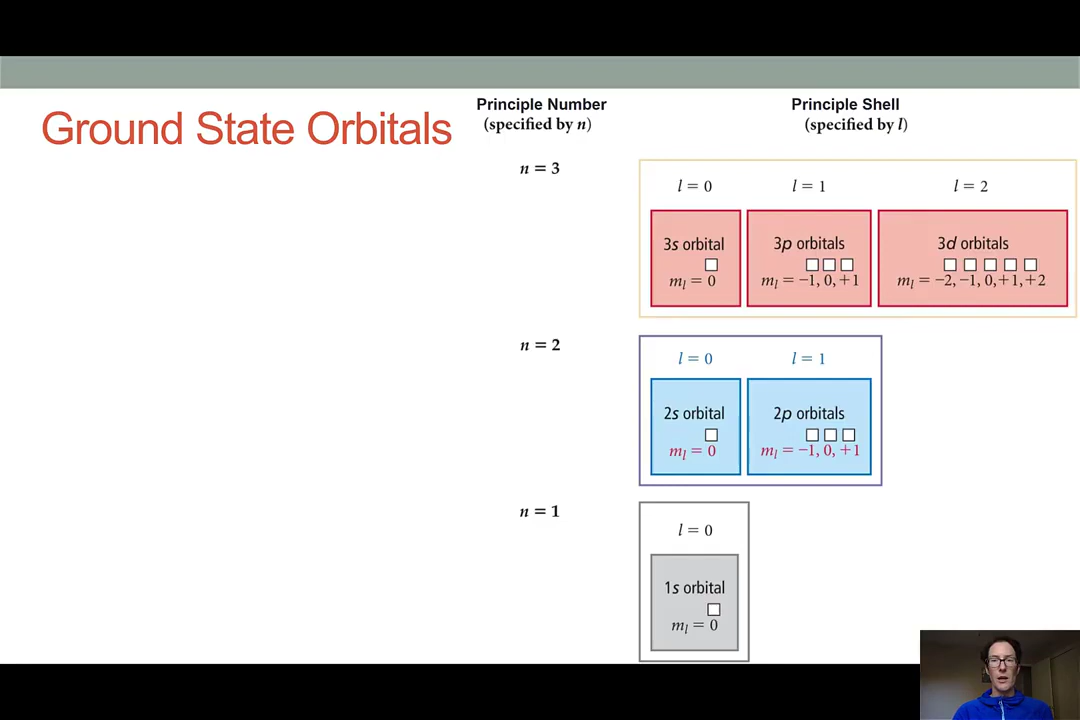 Ground State Orbitals
Principle Number
(specified by n)
Principle Shell
(specified by l)
n = 3
l = 0
l = 1
l = 2
3s orbital
m_l = 0
3p orbitals
m_l = −1, 0, +1
3d orbitals
m_l = −2, −1, 0, +1, +2
n = 2
l = 0
l = 1
2s orbital
m_l = 0
2p orbitals
m_l = −1, 0, +1
n = 1
l = 0
1s orbital
m_l = 0